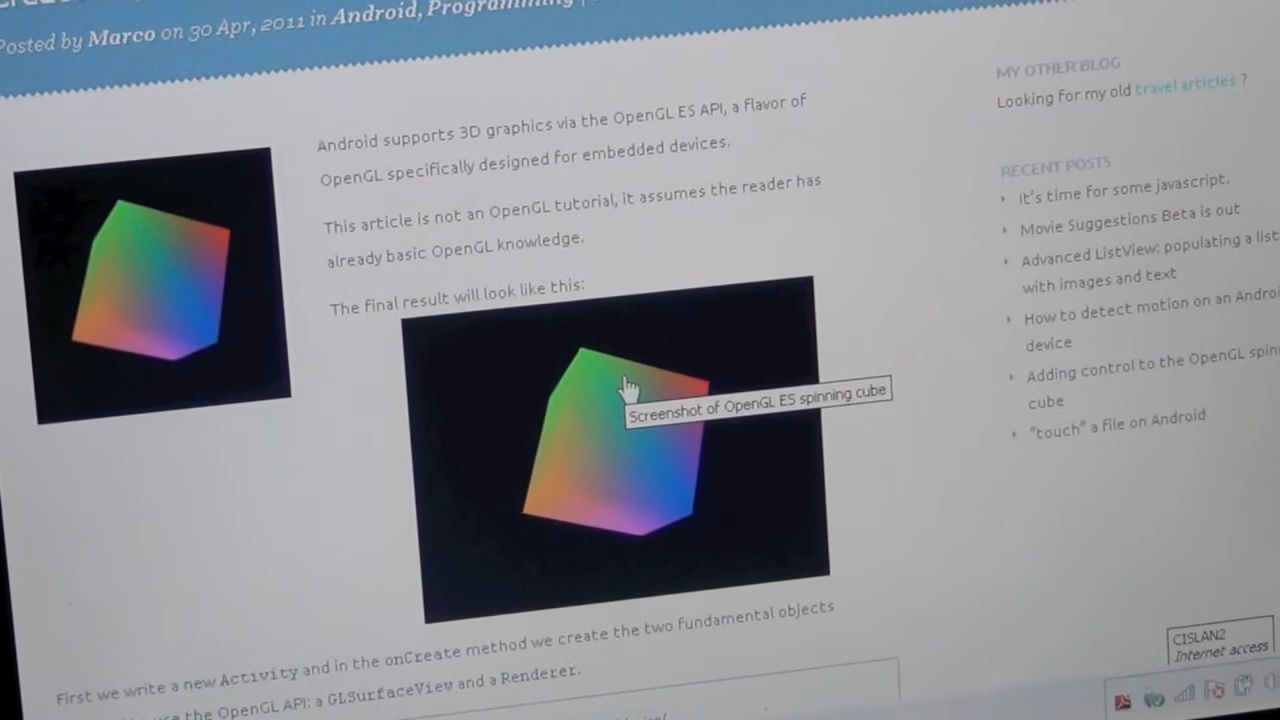 Posted by Marco on 30 Apr, 2011 in Android, Programming
Android supports 3D graphics via the OpenGL ES API, a flavor of
OpenGL specifically designed for embedded devices.
This article is not an OpenGL tutorial, it assumes the reader has
already basic OpenGL knowledge.
The final result will look like this:
Screenshot of OpenGL ES spinning cube
First we write a new Activity and in the onCreate method we create the two fundamental objects
use the OpenGL API: a GLSurfaceView and a Renderer.
MY OTHER BLOG
Looking for my old travel articles ?
RECENT POSTS
It's time for some javascript.
Movie Suggestions Beta is out
Advanced ListView: populating a list
with images and text
How to detect motion on an Androi
device
Adding control to the OpenGL spin
cube
"touch" a file on Android
CISLAN2
Internet access